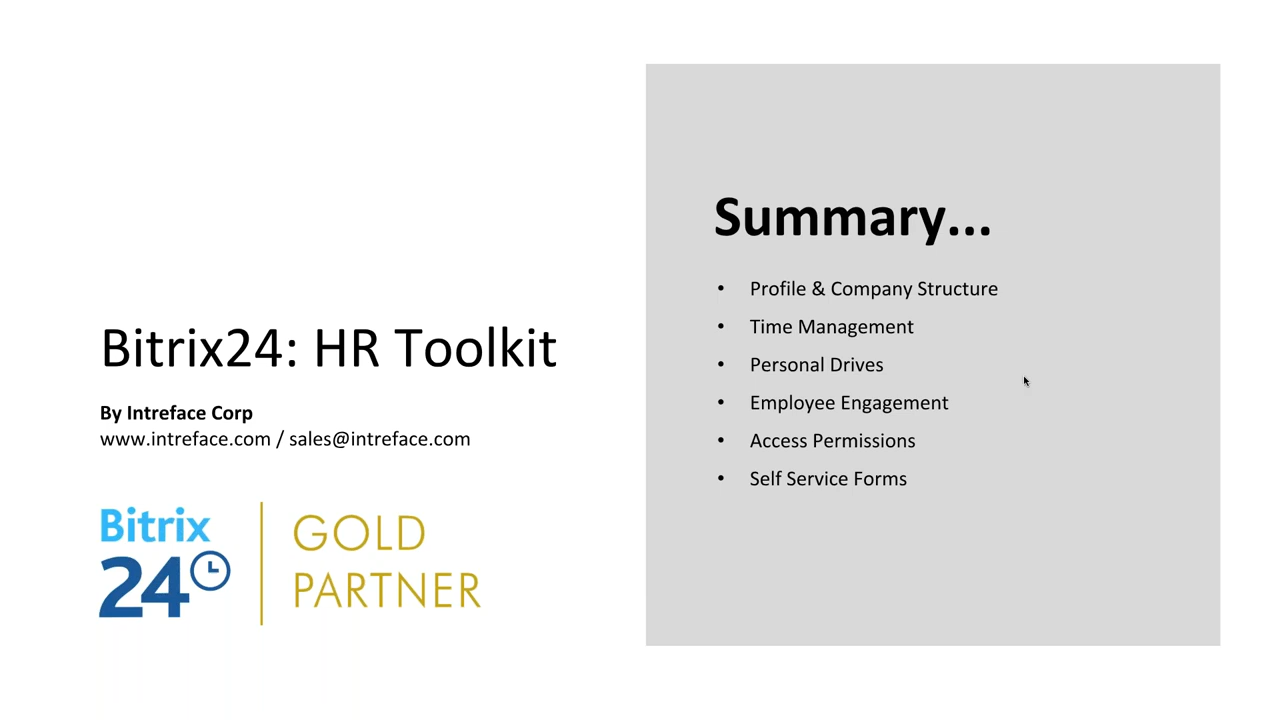 Bitrix24: HR Toolkit
By Intreface Corp
www.intreface.com / sales@intreface.com
Bitrix
24
GOLD
PARTNER
Summary...
• Profile & Company Structure
• Time Management
• Personal Drives
• Employee Engagement
• Access Permissions
• Self Service Forms